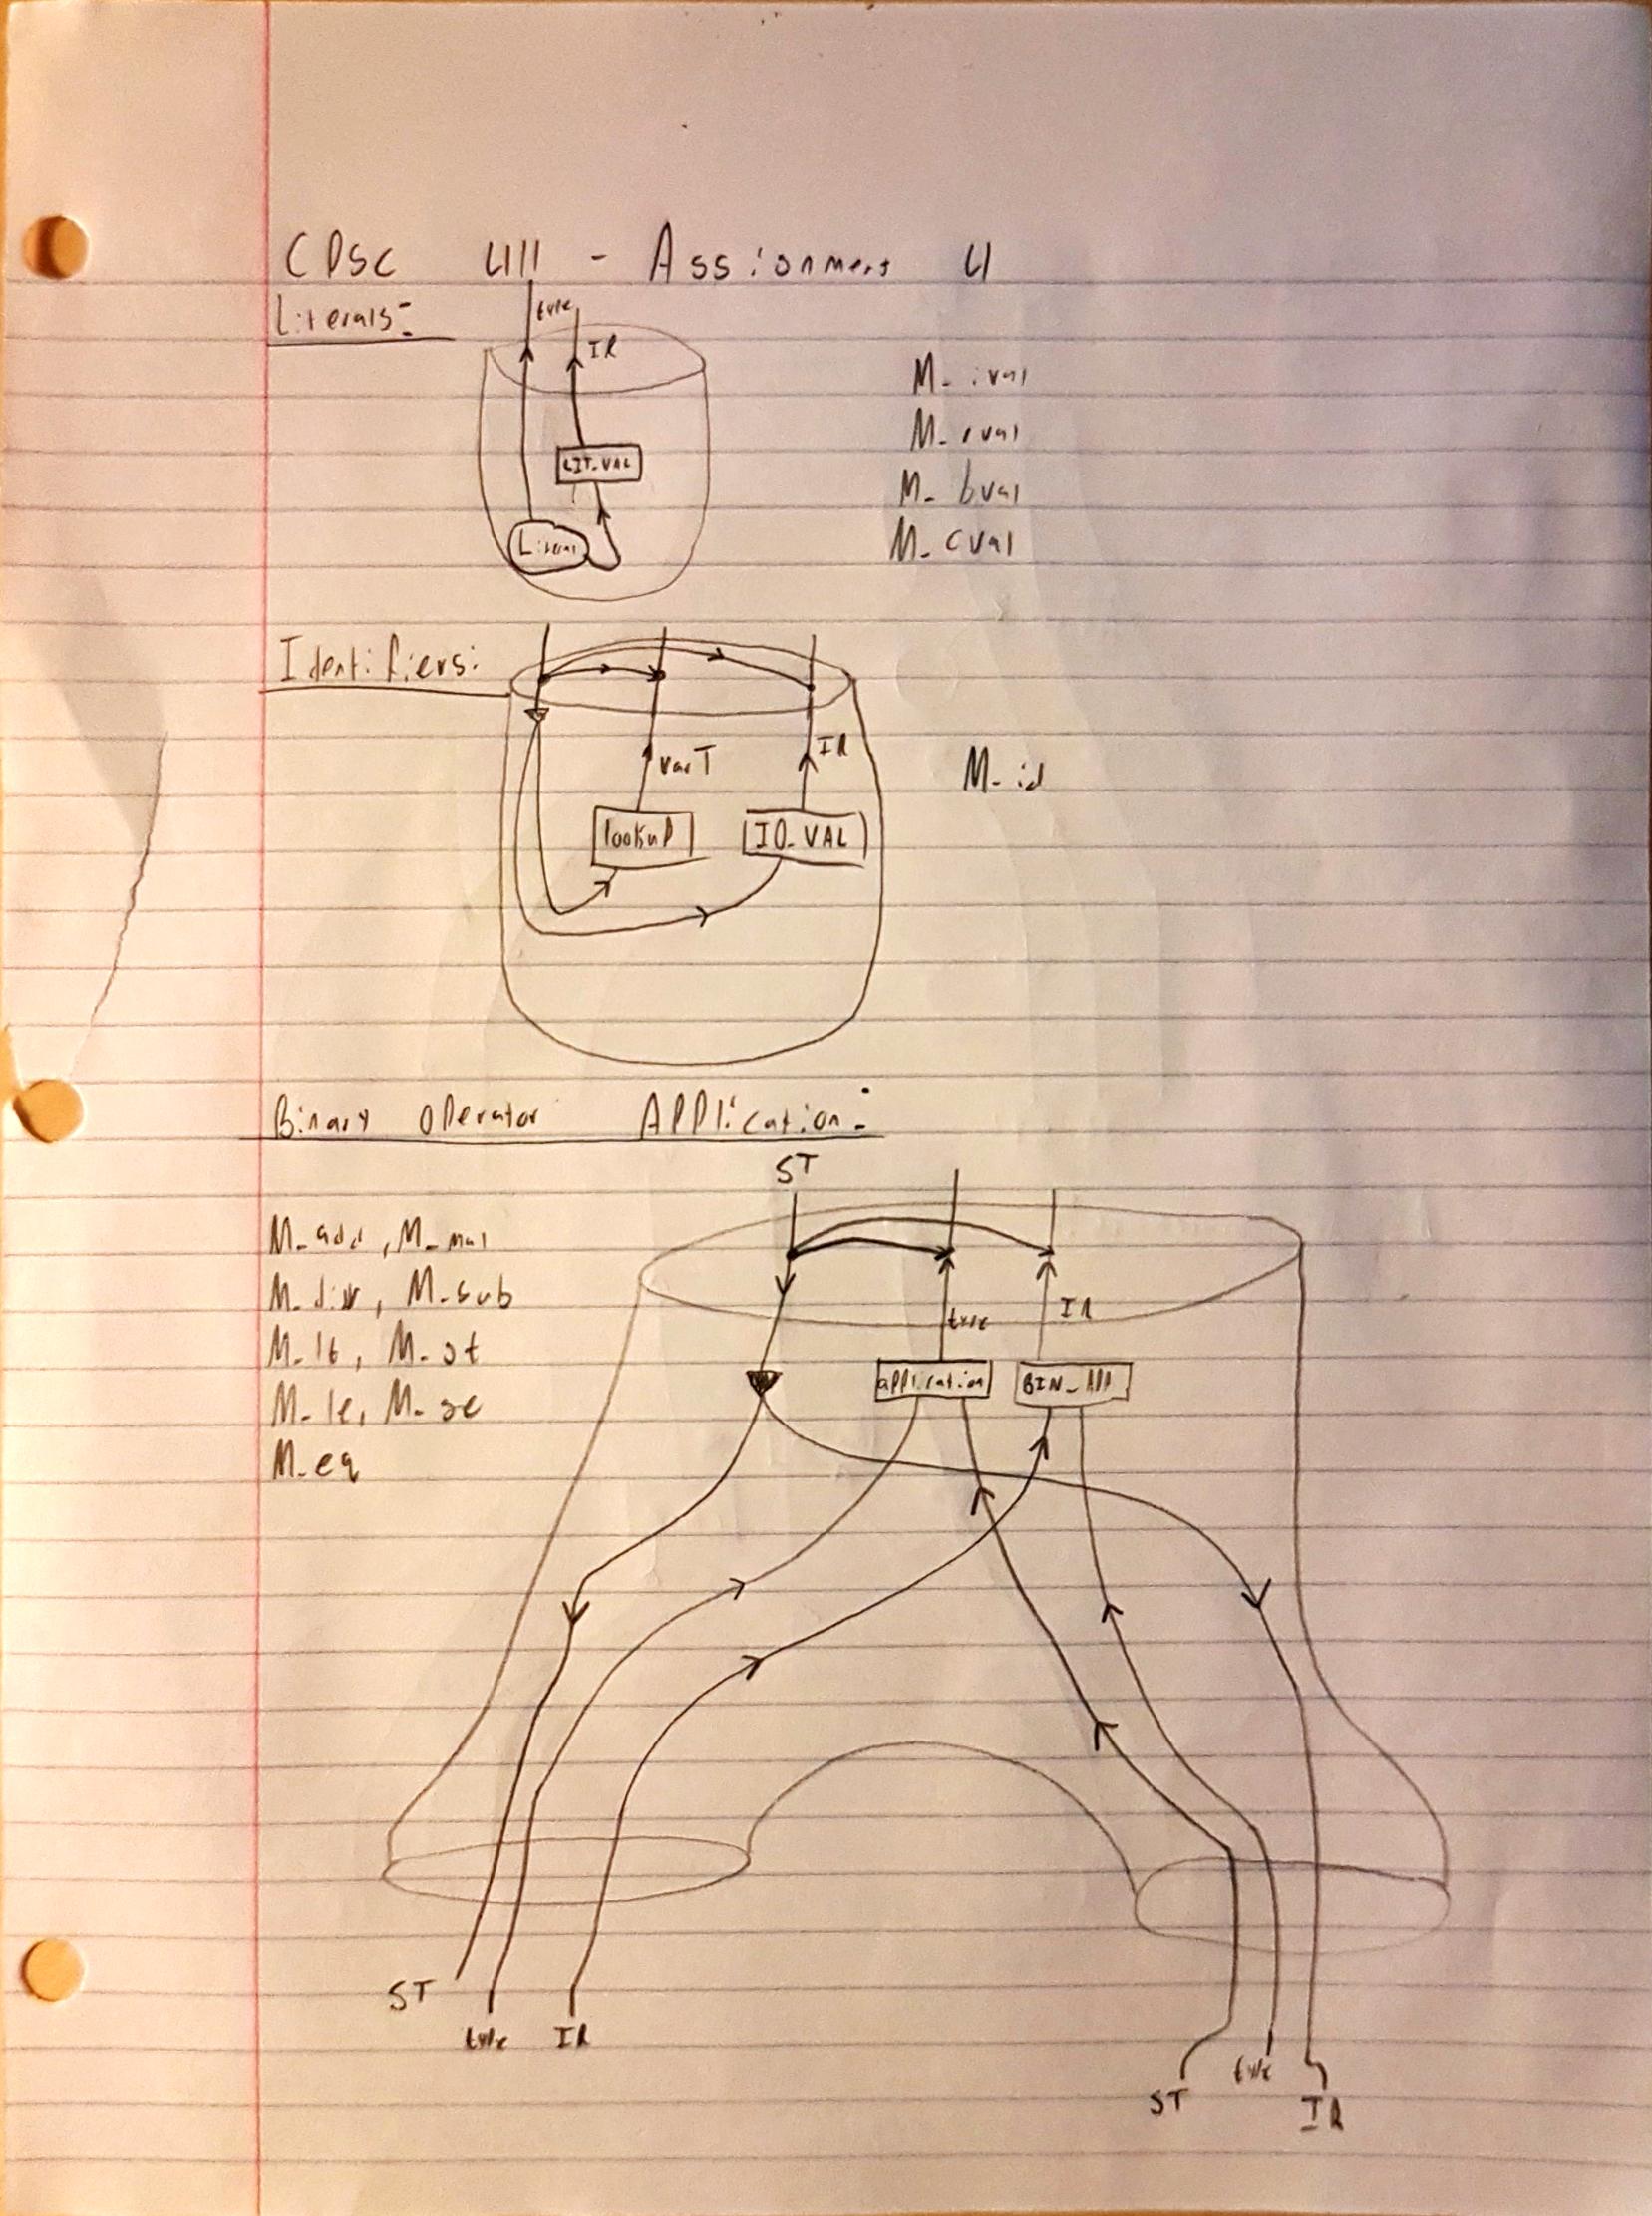 CPSC 411 - Assignment 4
Literals:
type
IR
LIT_VAL
Literal
M_ival
M_rval
M_bval
M_cval
Identifiers:
varT
IR
lookup
ID_VAL
M_id
Binary Operator Application:
ST
M_add, M_mul
M_div, M_sub
M_lt, M_gt
M_le, M_ge
M_eq
type
IR
application
BIN_APP
ST
type IR
ST type IR